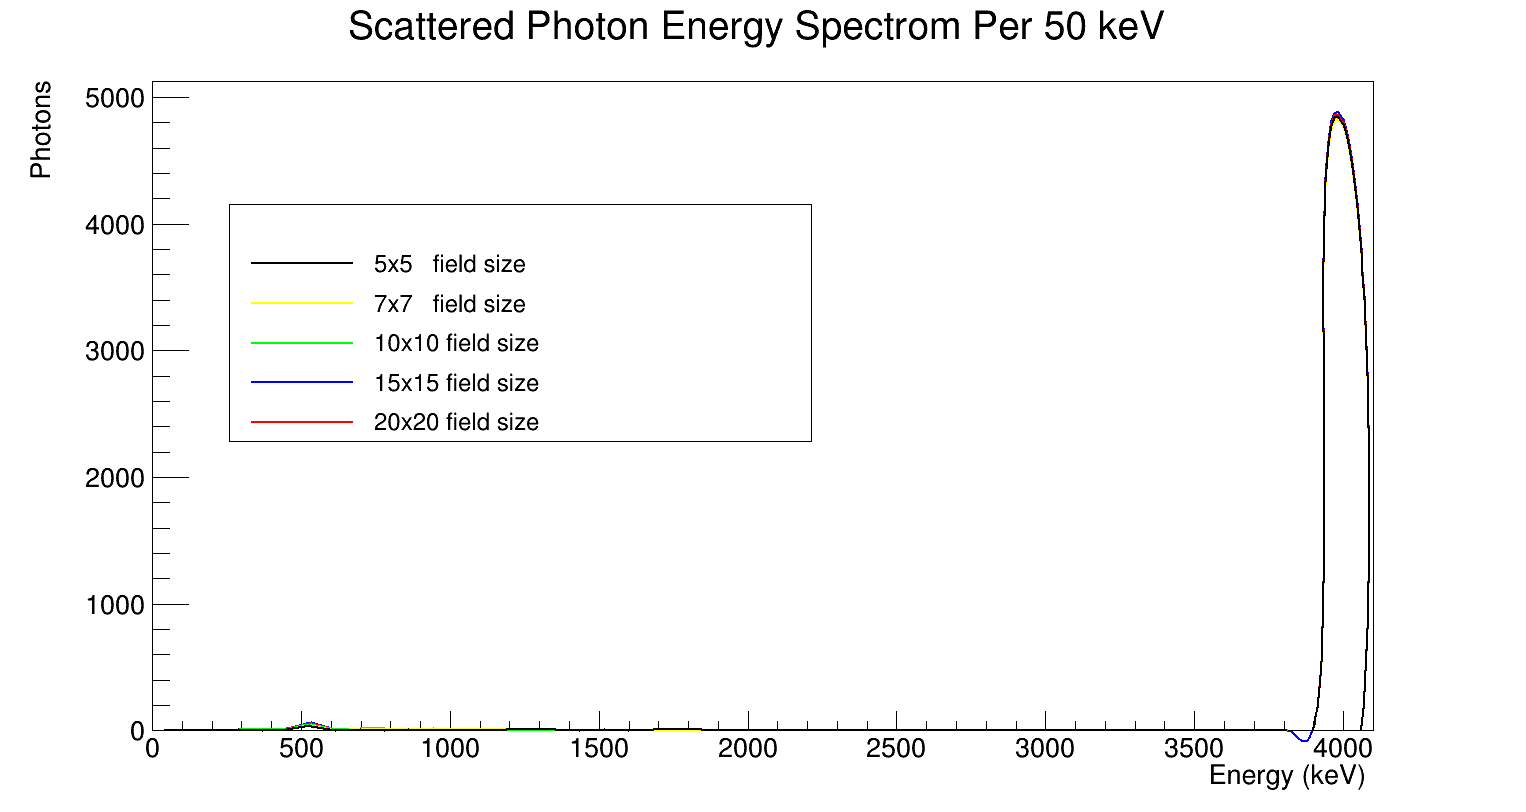 Scattered Photon Energy Spectrom Per 50 keV
Photons
5000
4000
3000
2000
1000
0
5x5 field size
7x7 field size
10x10 field size
15x15 field size
20x20 field size
0 500 1000 1500 2000 2500 3000 3500 4000
Energy (keV)